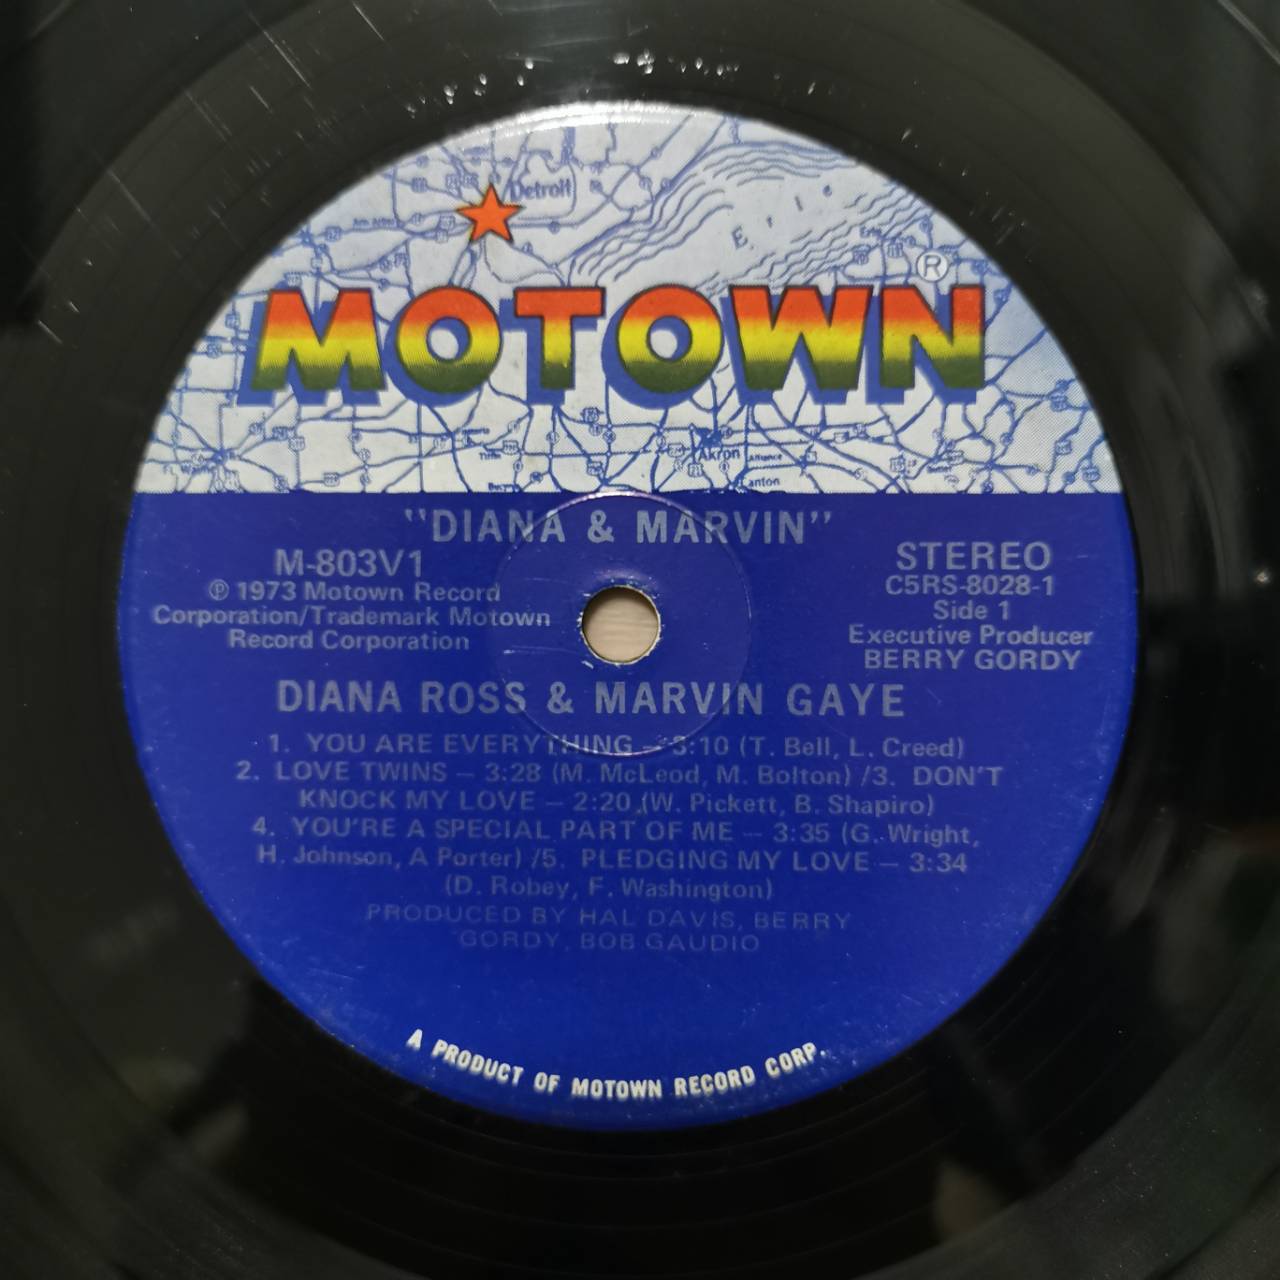 Detroit
Ann Arbor
Erie
Erie
®
MOTOWN
Akron
Alliance
Canton
"DIANA & MARVIN"
M-803V1
℗ 1973 Motown Record
Corporation/Trademark Motown
Record Corporation
STEREO
C5RS-8028-1
Side 1
Executive Producer
BERRY GORDY
DIANA ROSS & MARVIN GAYE
1. YOU ARE EVERYTHING – 3:10 (T. Bell, L. Creed)
2. LOVE TWINS – 3:28 (M. McLeod, M. Bolton) /3. DON'T
KNOCK MY LOVE – 2:20 (W. Pickett, B. Shapiro)
4. YOU'RE A SPECIAL PART OF ME – 3:35 (G. Wright,
H. Johnson, A Porter) /5. PLEDGING MY LOVE – 3:34
(D. Robey, F. Washington)
PRODUCED BY HAL DAVIS, BERRY
GORDY, BOB GAUDIO
A PRODUCT OF MOTOWN RECORD CORP.